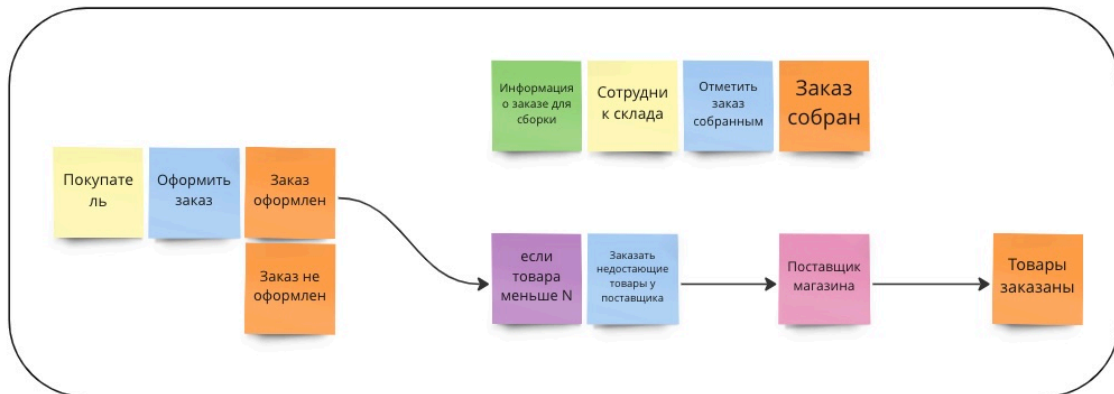 Информация
о заказе для
сборки
Сотрудни
к склада
Отметить
заказ
собранным
Заказ
собран
Покупате
ль
Оформить
заказ
Заказ
оформлен
Заказ не
оформлен
если
товара
меньше N
Заказать
недостающие
товары у
поставщика
Поставщик
магазина
Товары
заказаны